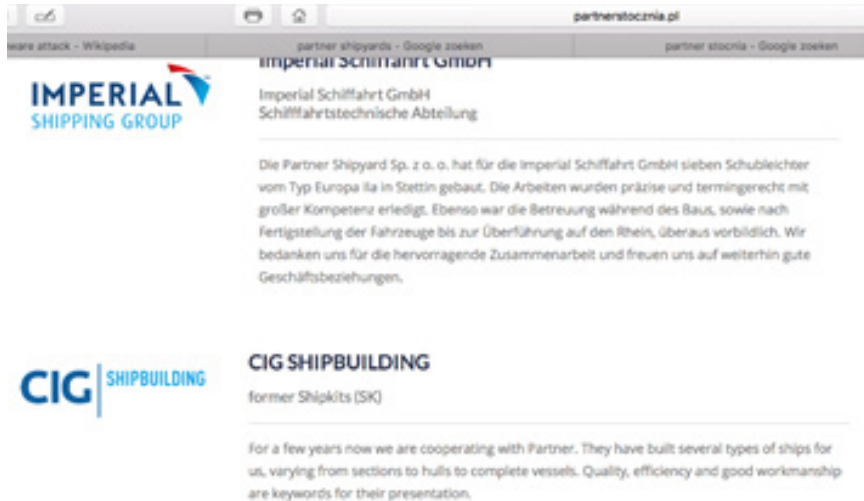 partnerstocznia.pl
ware attack - Wikipedia
partner shipyards - Google zoeken
partner stocnia - Google zoeken
IMPERIAL
SHIPPING GROUP
Imperial Schiffahrt GmbH
Imperial Schiffahrt GmbH
Schifffahrtstechnische Abteilung
Die Partner Shipyard Sp. z o. o. hat für die Imperial Schiffahrt GmbH sieben Schubleichter
vom Typ Europa IIa in Stettin gebaut. Die Arbeiten wurden präzise und termingerecht mit
großer Kompetenz erledigt. Ebenso war die Betreuung während des Baus, sowie nach
Fertigstellung der Fahrzeuge bis zur Überführung auf den Rhein, überaus vorbildlich. Wir
bedanken uns für die hervorragende Zusammenarbeit und freuen uns auf weiterhin gute
Geschäftsbeziehungen.
CIG SHIPBUILDING
CIG SHIPBUILDING
former Shipkits (SK)
For a few years now we are cooperating with Partner. They have built several types of ships for
us, varying from sections to hulls to complete vessels. Quality, efficiency and good workmanship
are keywords for their presentation.